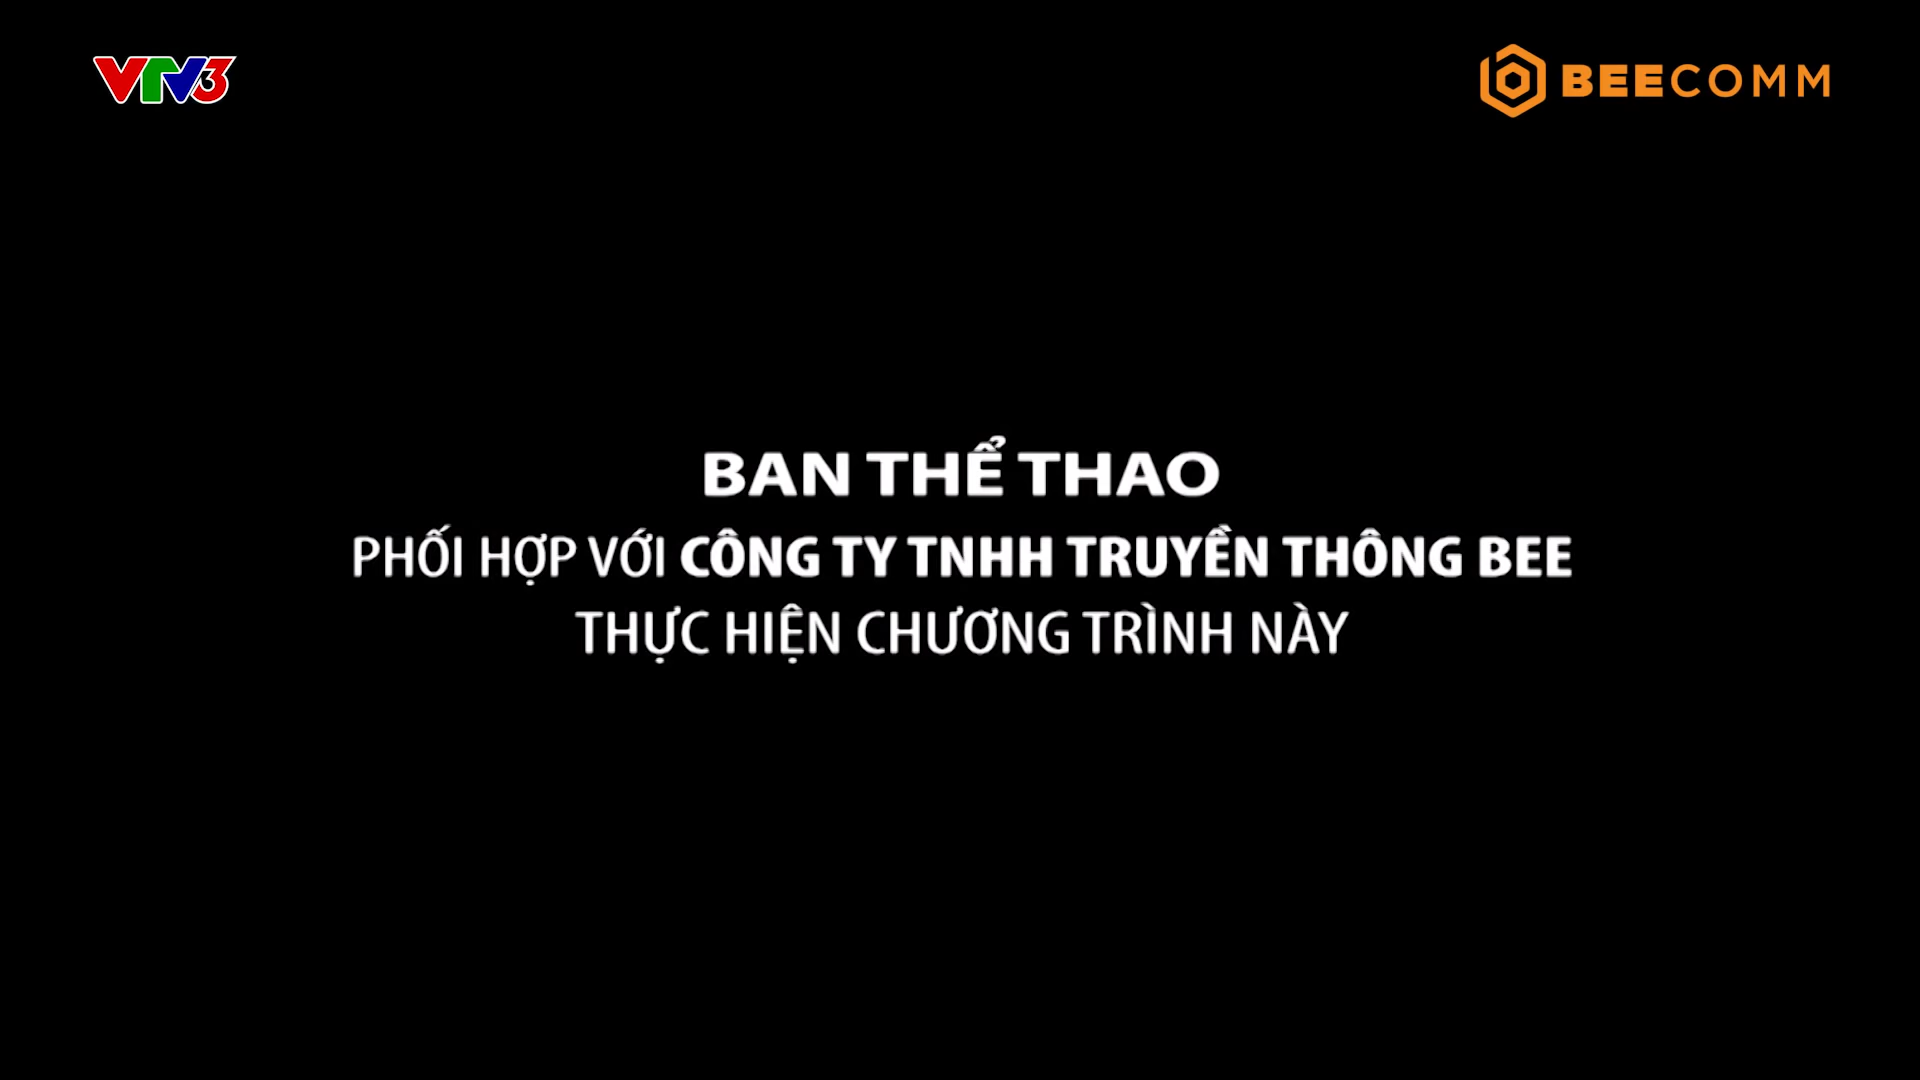 VTV3
BEECOMM
BAN THỂ THAO
PHỐI HỢP VỚI CÔNG TY TNHH TRUYỀN THÔNG BEE
THỰC HIỆN CHƯƠNG TRÌNH NÀY